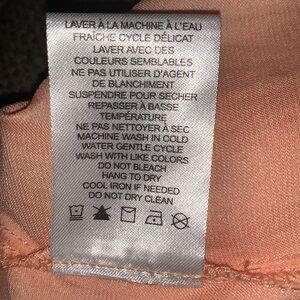 LAVER À LA MACHINE À L'EAU
FRAÎCHE CYCLE DÉLICAT
LAVER AVEC DES
COULEURS SEMBLABLES
NE PAS UTILISER D'AGENT
DE BLANCHIMENT
SUSPENDRE POUR SECHER
REPASSER À BASSE
TEMPÉRATURE
NE PAS NETTOYER À SEC
MACHINE WASH IN COLD
WATER GENTLE CYCLE
WASH WITH LIKE COLORS
DO NOT BLEACH
HANG TO DRY
COOL IRON IF NEEDED
DO NOT DRY CLEAN